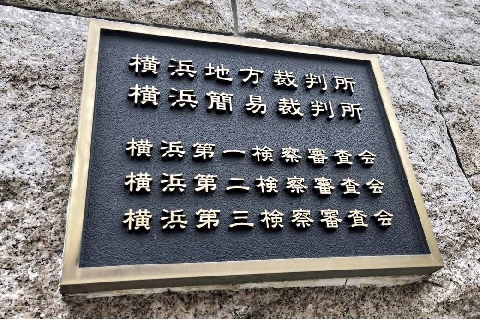 横浜地方裁判所
横浜簡易裁判所
横浜第一検察審査会
横浜第二検察審査会
横浜第三検察審査会